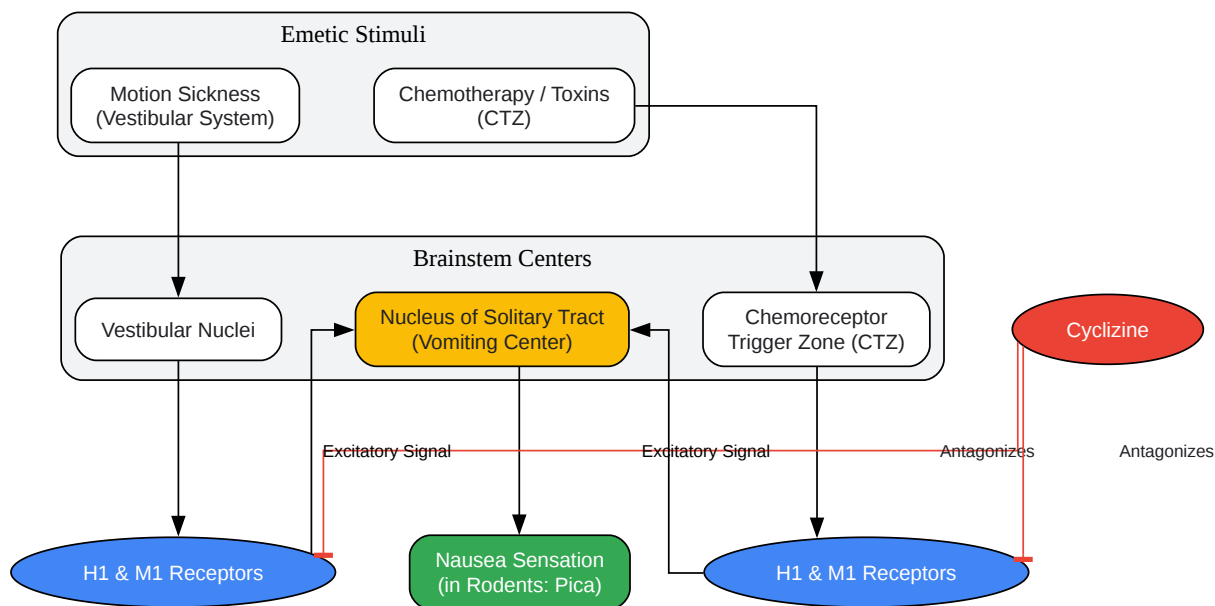 Emetic Stimuli
Motion Sickness
(Vestibular System)
Chemotherapy / Toxins
(CTZ)
Brainstem Centers
Vestibular Nuclei
Nucleus of Solitary Tract
(Vomiting Center)
Chemoreceptor
Trigger Zone (CTZ)
Cyclizine
Excitatory Signal
Excitatory Signal
Antagonizes
Antagonizes
H1 & M1 Receptors
Nausea Sensation
(in Rodents: Pica)
H1 & M1 Receptors